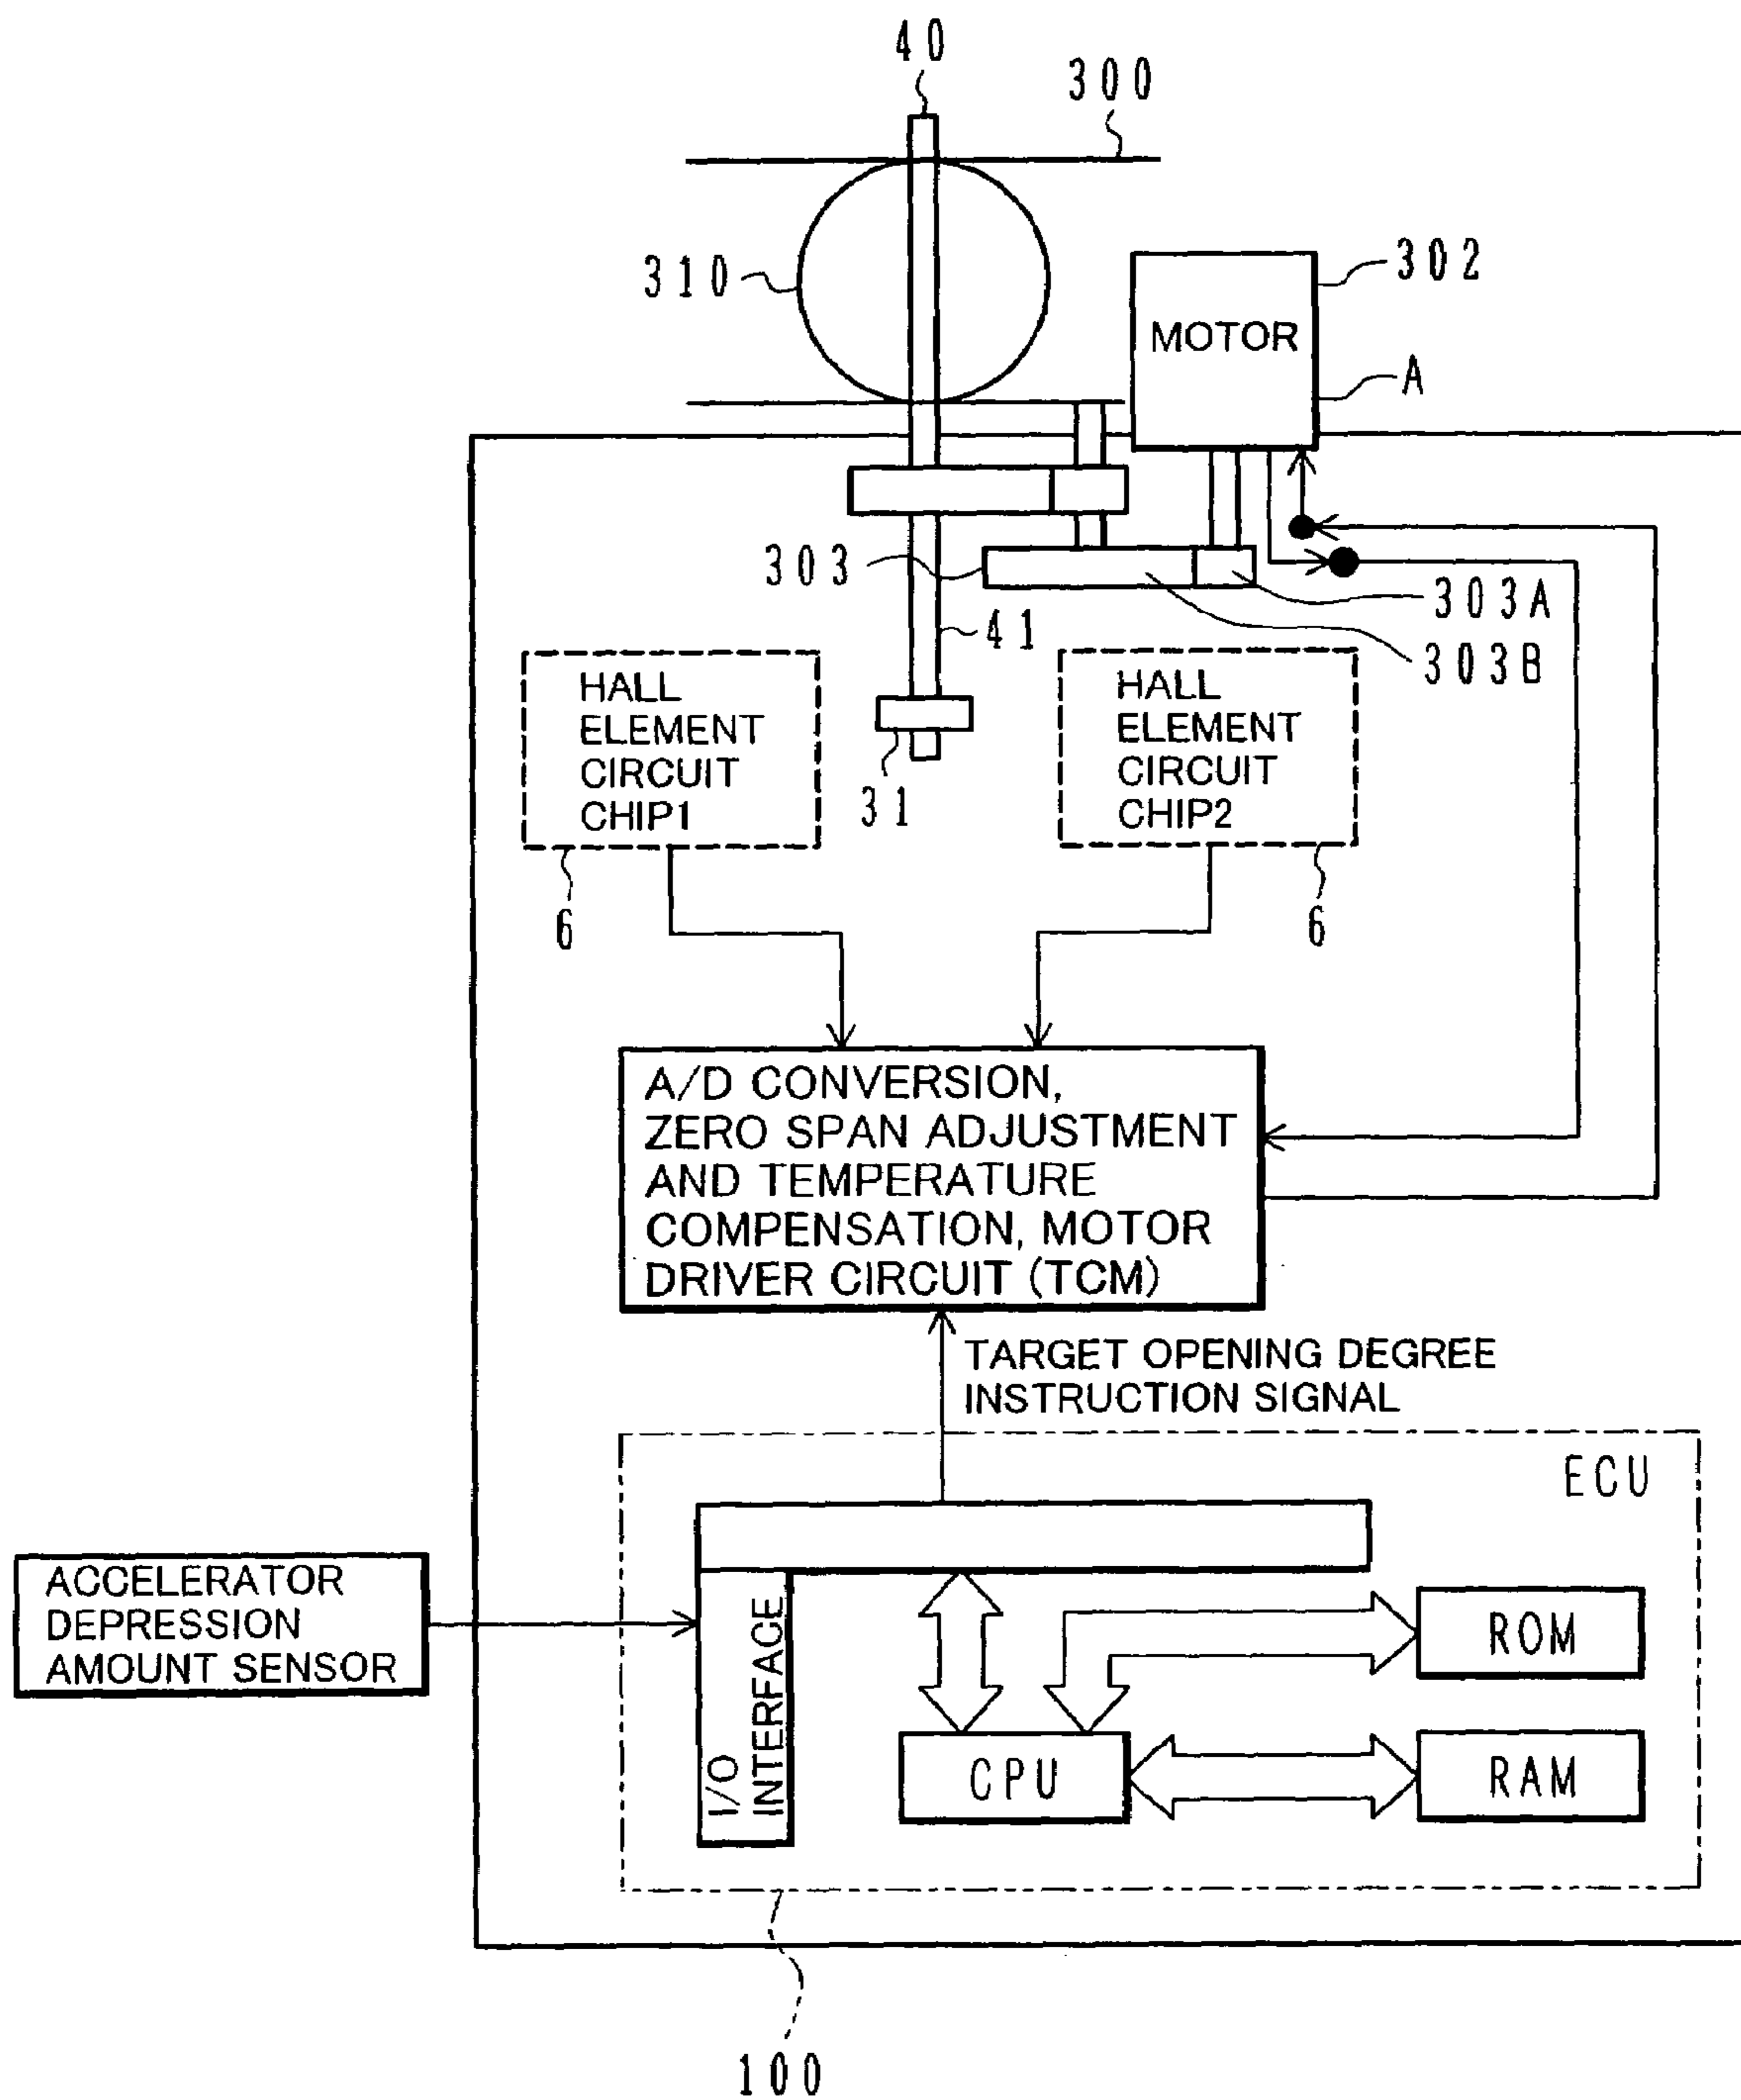 40
300
310
302
MOTOR
A
303
303A
41
303B
HALL
ELEMENT
CIRCUIT
CHIP1
HALL
ELEMENT
CIRCUIT
CHIP2
31
6
6
A/D CONVERSION,
ZERO SPAN ADJUSTMENT
AND TEMPERATURE
COMPENSATION, MOTOR
DRIVER CIRCUIT (TCM)
TARGET OPENING DEGREE
INSTRUCTION SIGNAL
ECU
ACCELERATOR
DEPRESSION
AMOUNT SENSOR
I/O
INTERFACE
ROM
CPU
RAM
100